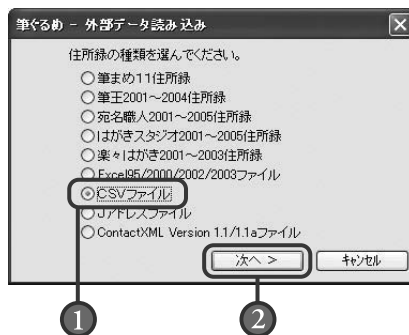 筆ぐるめ － 外部データ読み込み
住所録の種類を選んでください。
筆まめ11住所録
筆王2001～2004住所録
宛名職人2001～2005住所録
はがきスタジオ2001～2005住所録
楽々はがき2001～2003住所録
Excel95/2000/2002/2003ファイル
CSVファイル
Jアドレスファイル
ContactXML Version 1.1/1.1aファイル
次へ >
キャンセル
1
2